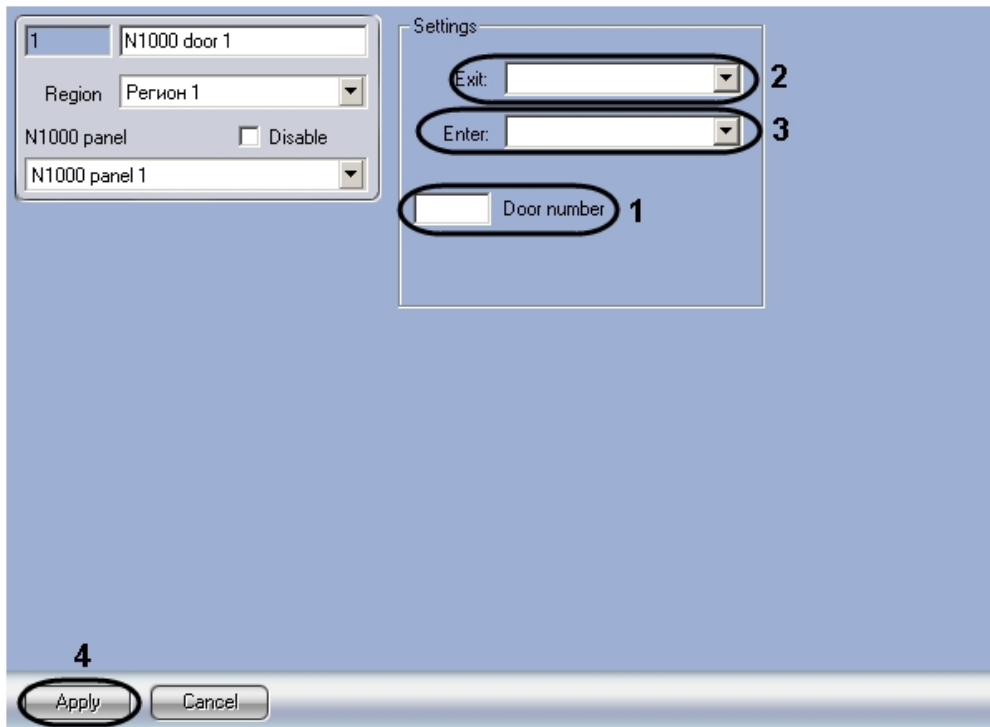 1 N1000 door 1
Region Регион 1
N1000 panel Disable
N1000 panel 1
Settings
Exit: 2
Enter: 3
Door number 1
4
Apply Cancel